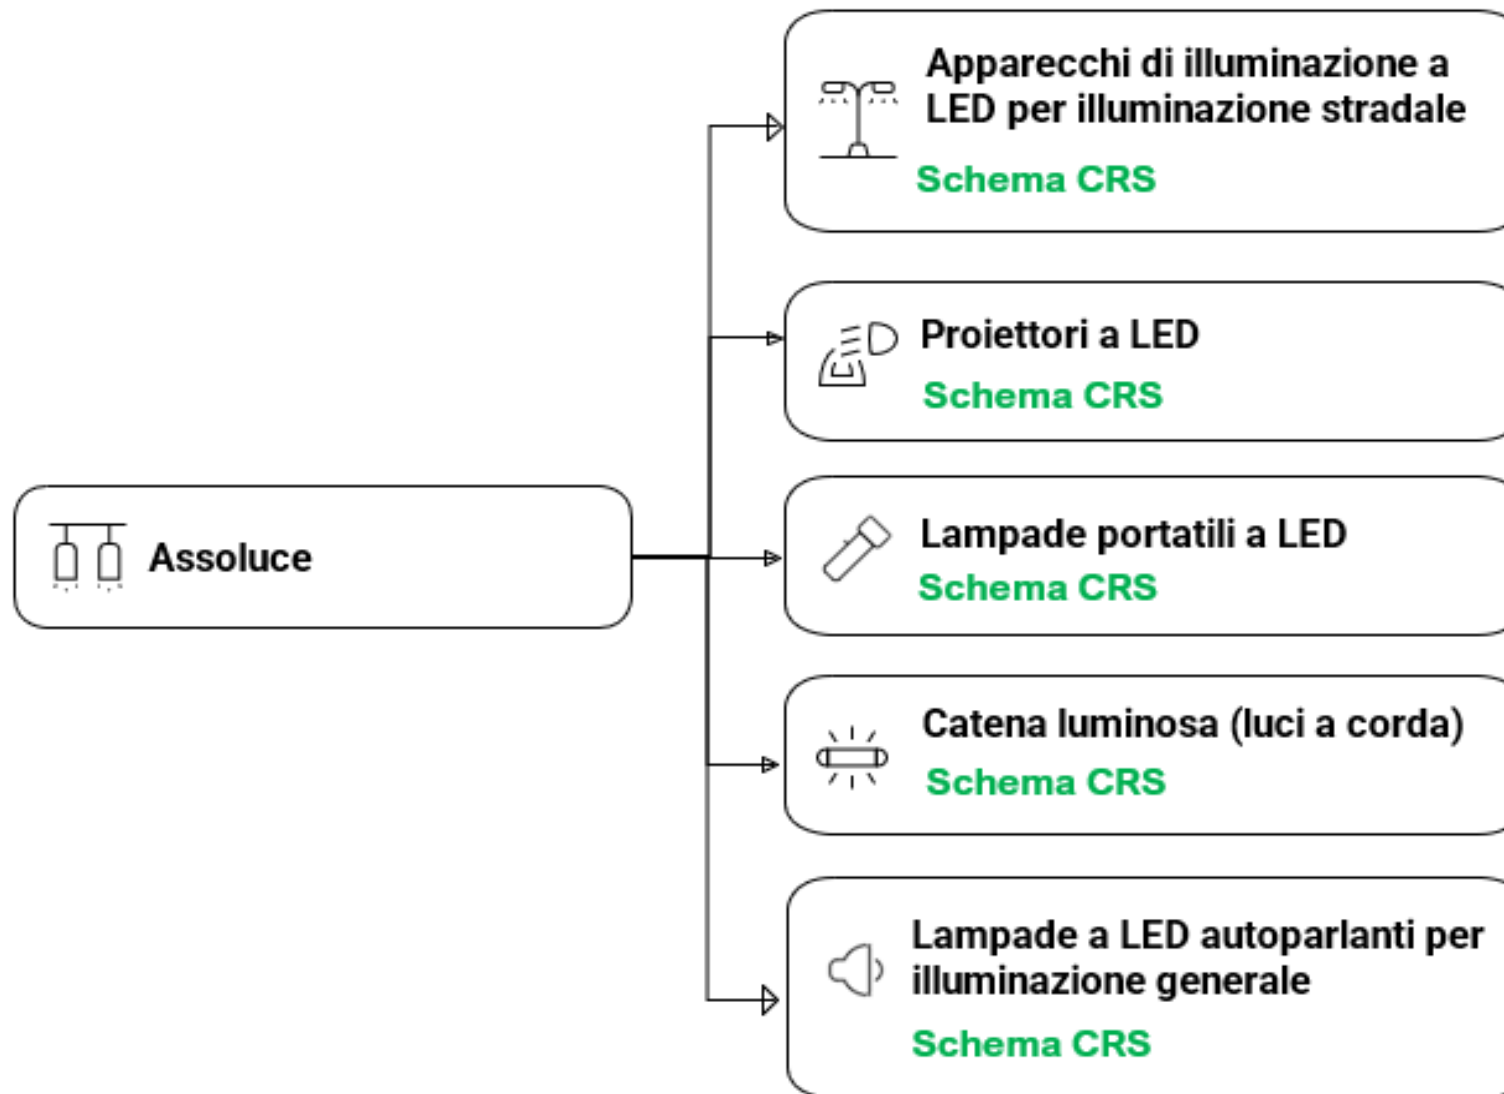 Apparecchi di illuminazione a
LED per illuminazione stradale
Schema CRS
Proiettori a LED
Schema CRS
Assoluce
Lampade portatili a LED
Schema CRS
Catena luminosa (luci a corda)
Schema CRS
Lampade a LED autoparlanti per
illuminazione generale
Schema CRS